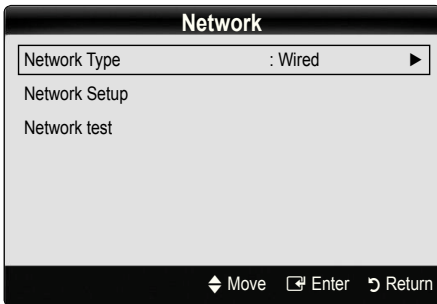 Network
Network Type : Wired ▶
Network Setup
Network test
Move Enter Return